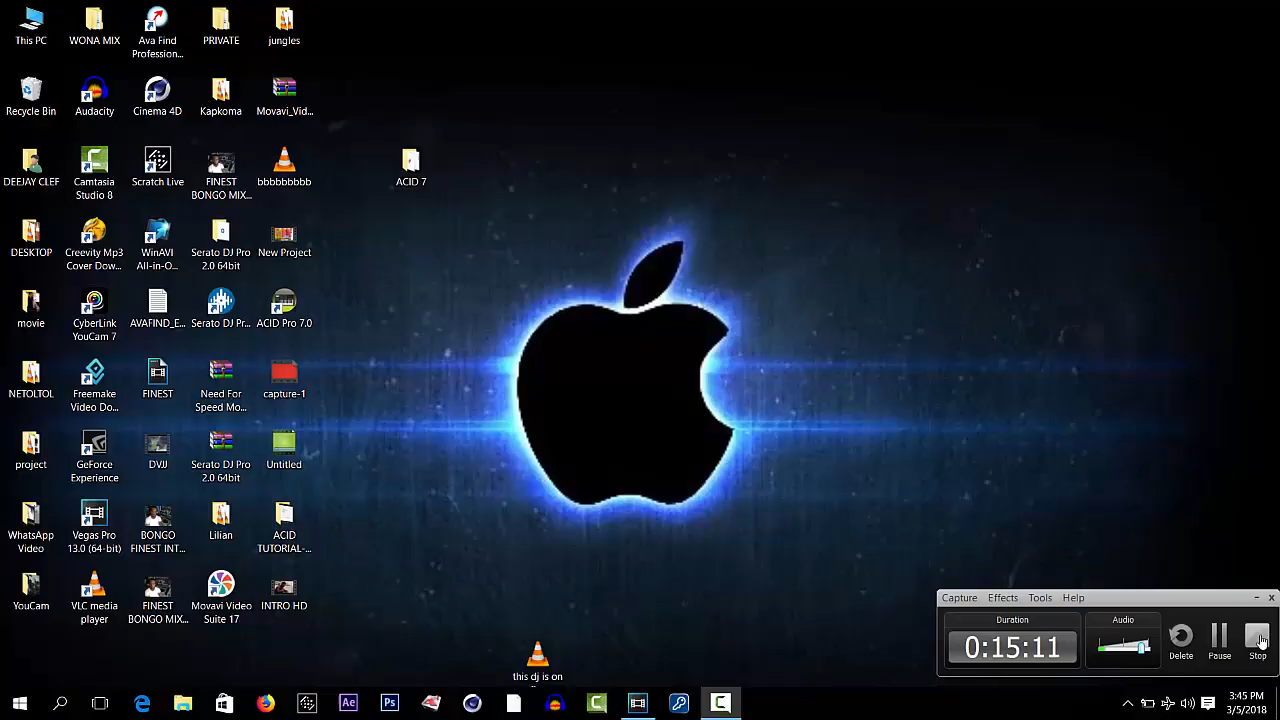 This PC
WONA MIX
Ava Find
Profession...
PRIVATE
jungles
Recycle Bin
Audacity
Cinema 4D
Kapkoma
Movavi_Vid...
DEEJAY CLEF
Camtasia
Studio 8
Scratch Live
FINEST
BONGO MIX...
bbbbbbbbb
ACID 7
DESKTOP
Creevity Mp3
Cover Dow...
WinAVI
All-in-O...
Serato DJ Pro
2.0 64bit
New Project
movie
CyberLink
YouCam 7
AVAFIND_E...
Serato DJ Pr...
ACID Pro 7.0
NETOLTOL
Freemake
Video Do...
FINEST
Need For
Speed Mo...
capture-1
project
GeForce
Experience
DVJJ
Serato DJ Pro
2.0 64bit
Untitled
WhatsApp
Video
Vegas Pro
13.0 (64-bit)
BONGO
FINEST INT...
Lilian
ACID
TUTORIAL-...
YouCam
VLC media
player
FINEST
BONGO MIX...
Movavi Video
Suite 17
INTRO HD
this dj is on
Capture Effects Tools Help
Duration
0:15:11
Audio
Delete
Pause
Stop
Ae
Ps
3:45 PM
3/5/2018